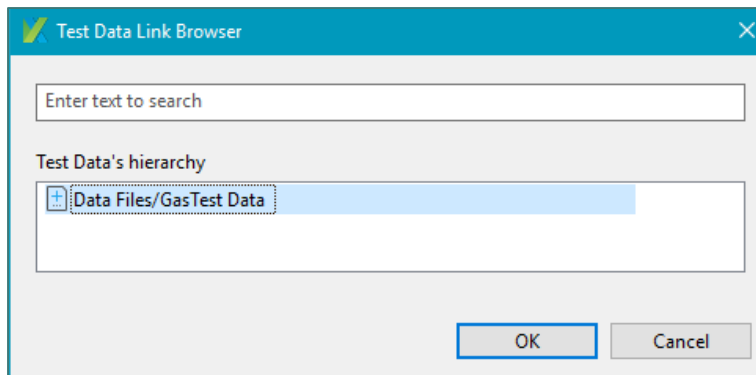 Test Data Link Browser
Enter text to search
Test Data's hierarchy
Data Files/GasTest Data
OK
Cancel